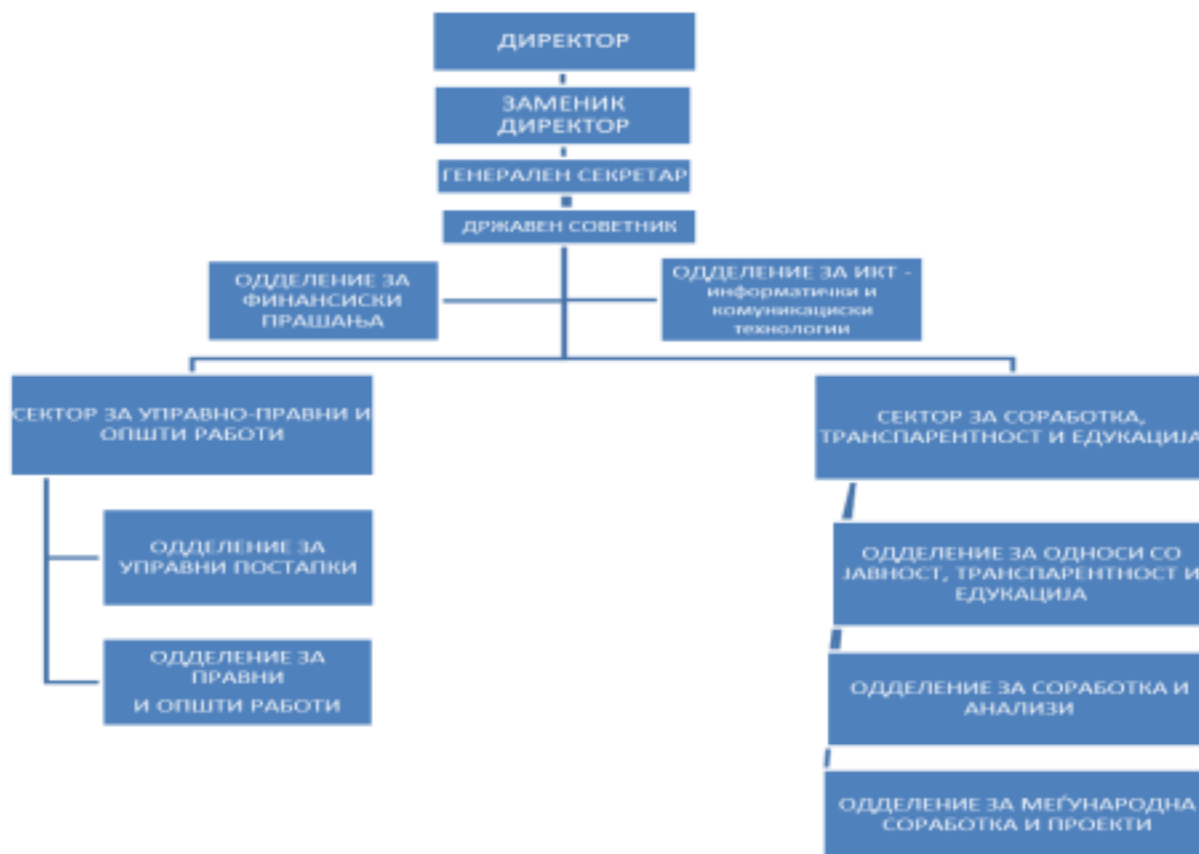 ДИРЕКТОР
ЗАМЕНИК
ДИРЕКТОР
ГЕНЕРАЛЕН СЕКРЕТАР
ДРЖАВЕН СОВЕТНИК
ОДДЕЛЕНИЕ ЗА
ФИНАНСИСКИ
ПРАШАЊА
ОДДЕЛЕНИЕ ЗА ИКТ -
информатички и
комуникациски
технологии
СЕКТОР ЗА УПРАВНО-ПРАВНИ И
ОПШТИ РАБОТИ
ОДДЕЛЕНИЕ ЗА
УПРАВНИ ПОСТАПКИ
ОДДЕЛЕНИЕ ЗА
ПРАВНИ
И ОПШТИ РАБОТИ
СЕКТОР ЗА СОРАБОТКА,
ТРАНСПАРЕНТНОСТ И ЕДУКАЦИЈА
ОДДЕЛЕНИЕ ЗА ОДНОСИ СО
ЈАВНОСТ, ТРАНСПАРЕНТНОСТ И
ЕДУКАЦИЈА
ОДДЕЛЕНИЕ ЗА СОРАБОТКА И
АНАЛИЗИ
ОДДЕЛЕНИЕ ЗА МЕЃУНАРОДНА
СОРАБОТКА И ПРОЕКТИ